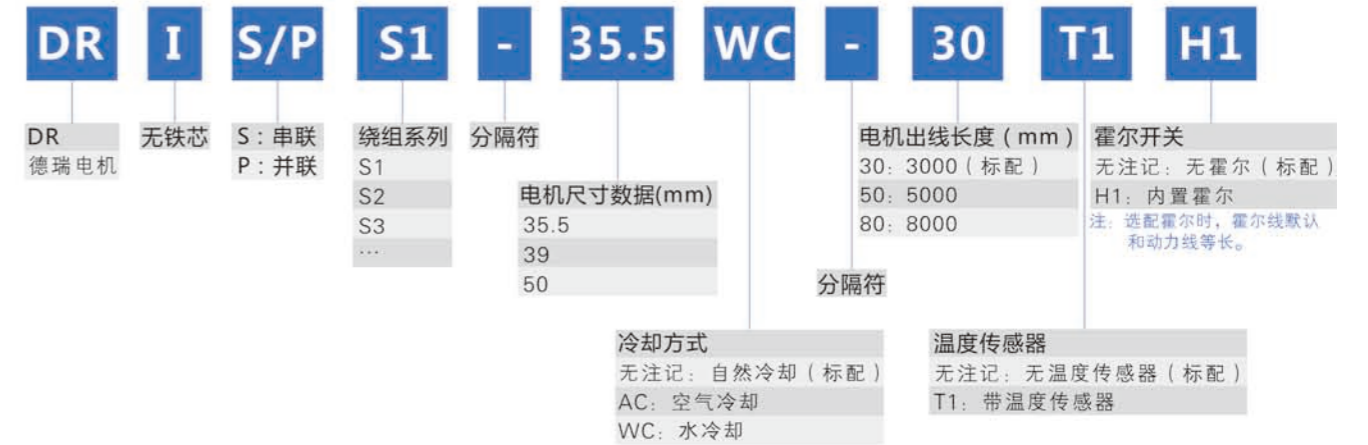 DR I S/P S1 - 35.5 WC - 30 T1 H1
DR
德瑞电机
无铁芯
S：串联
P：并联
绕组系列
S1
S2
S3
...
分隔符
电机尺寸数据(mm)
35.5
39
50
冷却方式
无注记：自然冷却（标配）
AC：空气冷却
WC：水冷却
分隔符
电机出线长度（mm）
30：3000（标配）
50：5000
80：8000
温度传感器
无注记：无温度传感器（标配）
T1：带温度传感器
霍尔开关
无注记：无霍尔（标配）
H1：内置霍尔
注：选配霍尔时，霍尔线默认
和动力线等长。